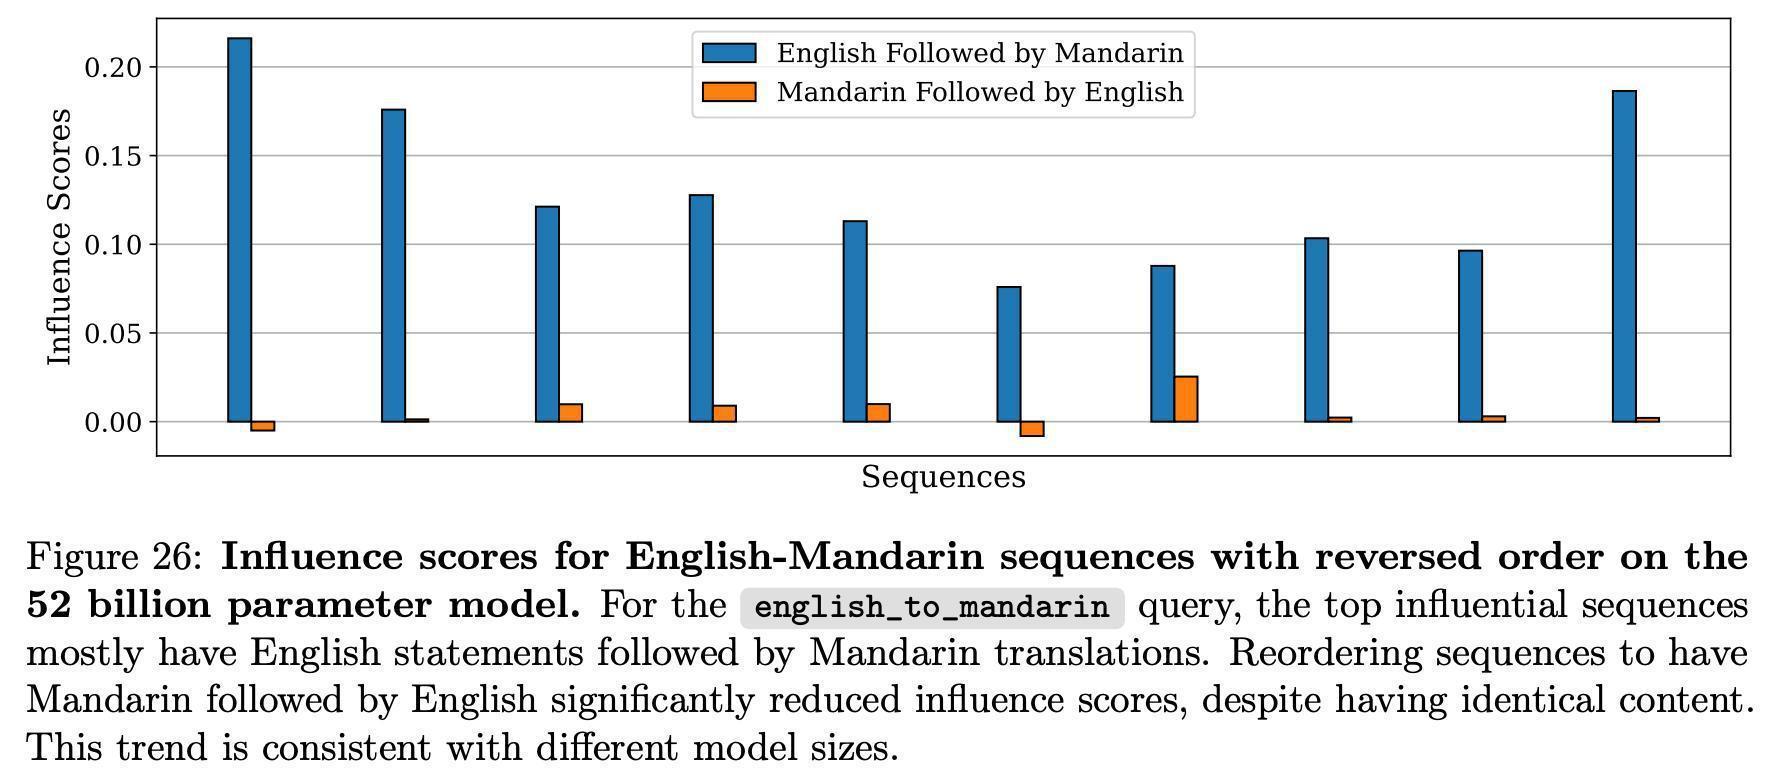 English Followed by Mandarin
Mandarin Followed by English
Influence Scores
0.20
0.15
0.10
0.05
0.00
Sequences
Figure 26: Influence scores for English-Mandarin sequences with reversed order on the
52 billion parameter model. For the english_to_mandarin query, the top influential sequences
mostly have English statements followed by Mandarin translations. Reordering sequences to have
Mandarin followed by English significantly reduced influence scores, despite having identical content.
This trend is consistent with different model sizes.